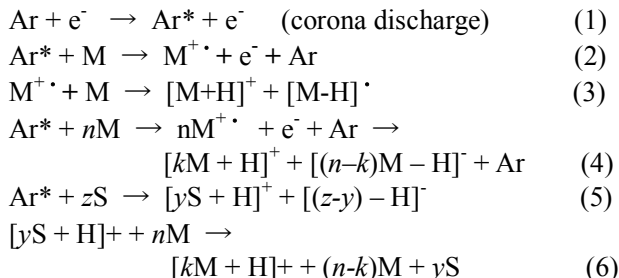 Ar + e⁻ → Ar* + e⁻ (corona discharge) (1)
Ar* + M → M⁺• + e⁻ + Ar (2)
M⁺• + M → [M+H]⁺ + [M-H]• (3)
Ar* + nM → nM⁺• + e⁻ + Ar →
[kM + H]⁺ + [(n–k)M – H]⁻ + Ar (4)
Ar* + zS → [yS + H]⁺ + [(z-y) – H]⁻ (5)
[yS + H]+ + nM →
[kM + H]+ + (n-k)M + yS (6)